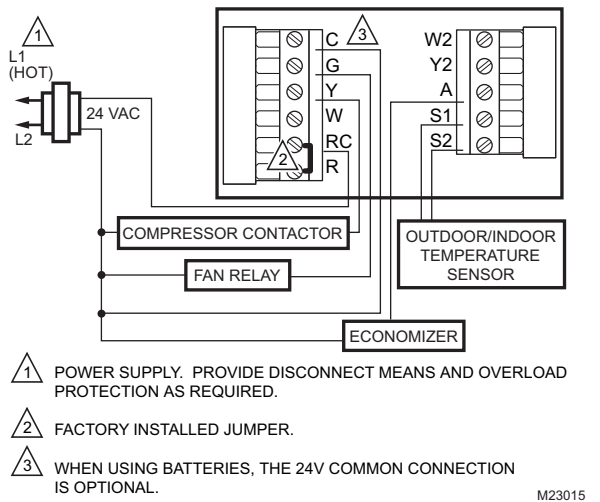 1
L1
(HOT)
L2
24 VAC
3
C
G
Y
W
RC
R
2
W2
Y2
A
S1
S2
COMPRESSOR CONTACTOR
FAN RELAY
OUTDOOR/INDOOR
TEMPERATURE
SENSOR
ECONOMIZER
1 POWER SUPPLY. PROVIDE DISCONNECT MEANS AND OVERLOAD
PROTECTION AS REQUIRED.
2 FACTORY INSTALLED JUMPER.
3 WHEN USING BATTERIES, THE 24V COMMON CONNECTION
IS OPTIONAL.
M23015